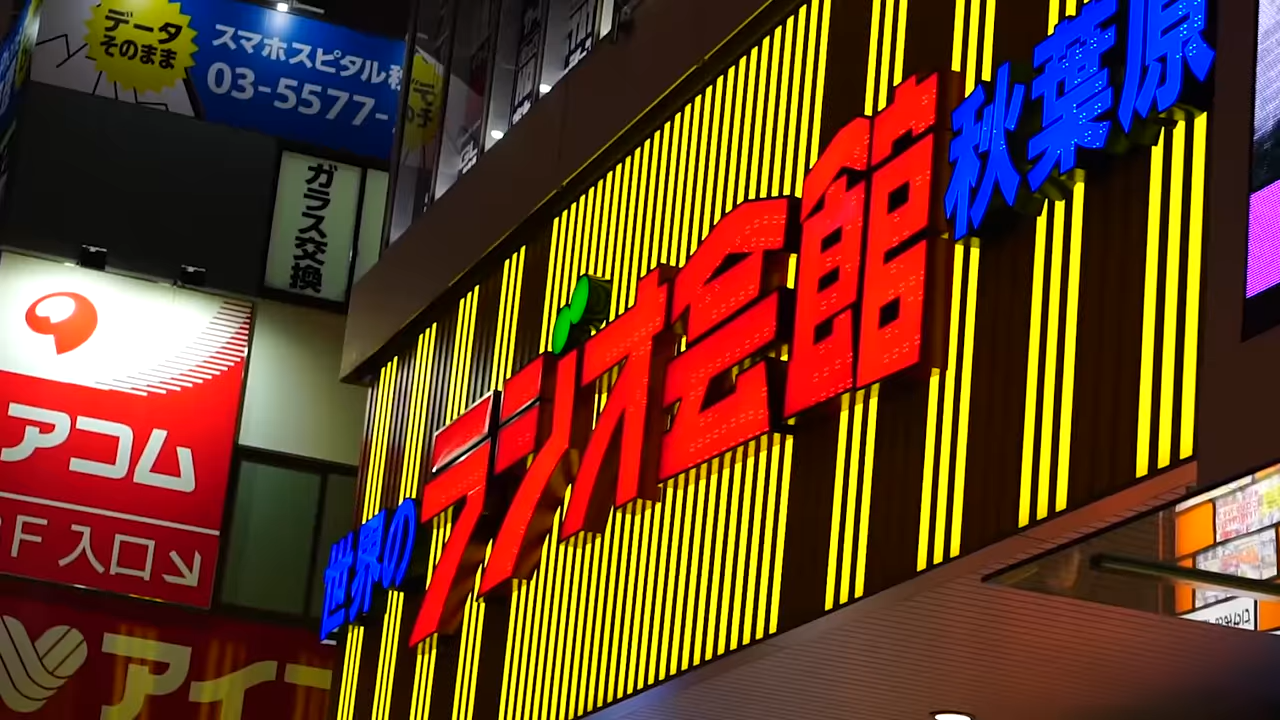 データ
そのまま
スマホスピタル秋
03-5577-
ガラス交換
アコム
F 入口
世界の
ラジオ会館
秋葉原
アイフ